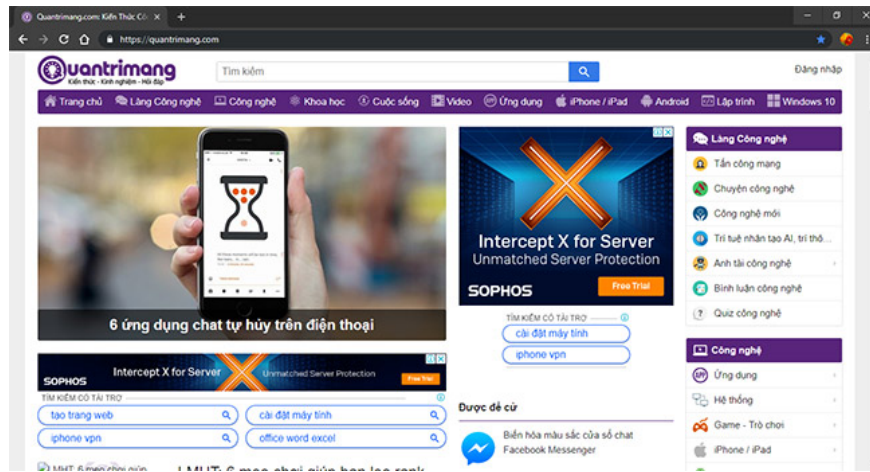 Quantrimang.com: Kiến Thức Cô
https://quantrimang.com
Quantrimang
Kiến thức - Kinh nghiệm - Hỏi đáp
Tìm kiếm
Đăng nhập
Trang chủ Làng Công nghệ Công nghệ Khoa học Cuộc sống Video Ứng dụng iPhone / iPad Android Lập trình Windows 10
6 ứng dụng chat tự hủy trên điện thoại
Intercept X for Server
Unmatched Server Protection
SOPHOS
Free Trial
TÌM KIẾM CÓ TÀI TRỢ
cài đặt máy tính
iphone vpn
Làng Công nghệ
Tấn công mạng
Chuyện công nghệ
Công nghệ mới
Trí tuệ nhân tạo AI, trí thô...
Anh tài công nghệ
Bình luận công nghệ
Quiz công nghệ
SOPHOS
Intercept X for Server
Unmatched Server Protection
Free Trial
TÌM KIẾM CÓ TÀI TRỢ
tạo trang web
cài đặt máy tính
iphone vpn
office word excel
Được đề cử
Biến hóa màu sắc cửa sổ chat
Facebook Messenger
Công nghệ
Ứng dụng
Hệ thống
Game - Trò chơi
iPhone / iPad